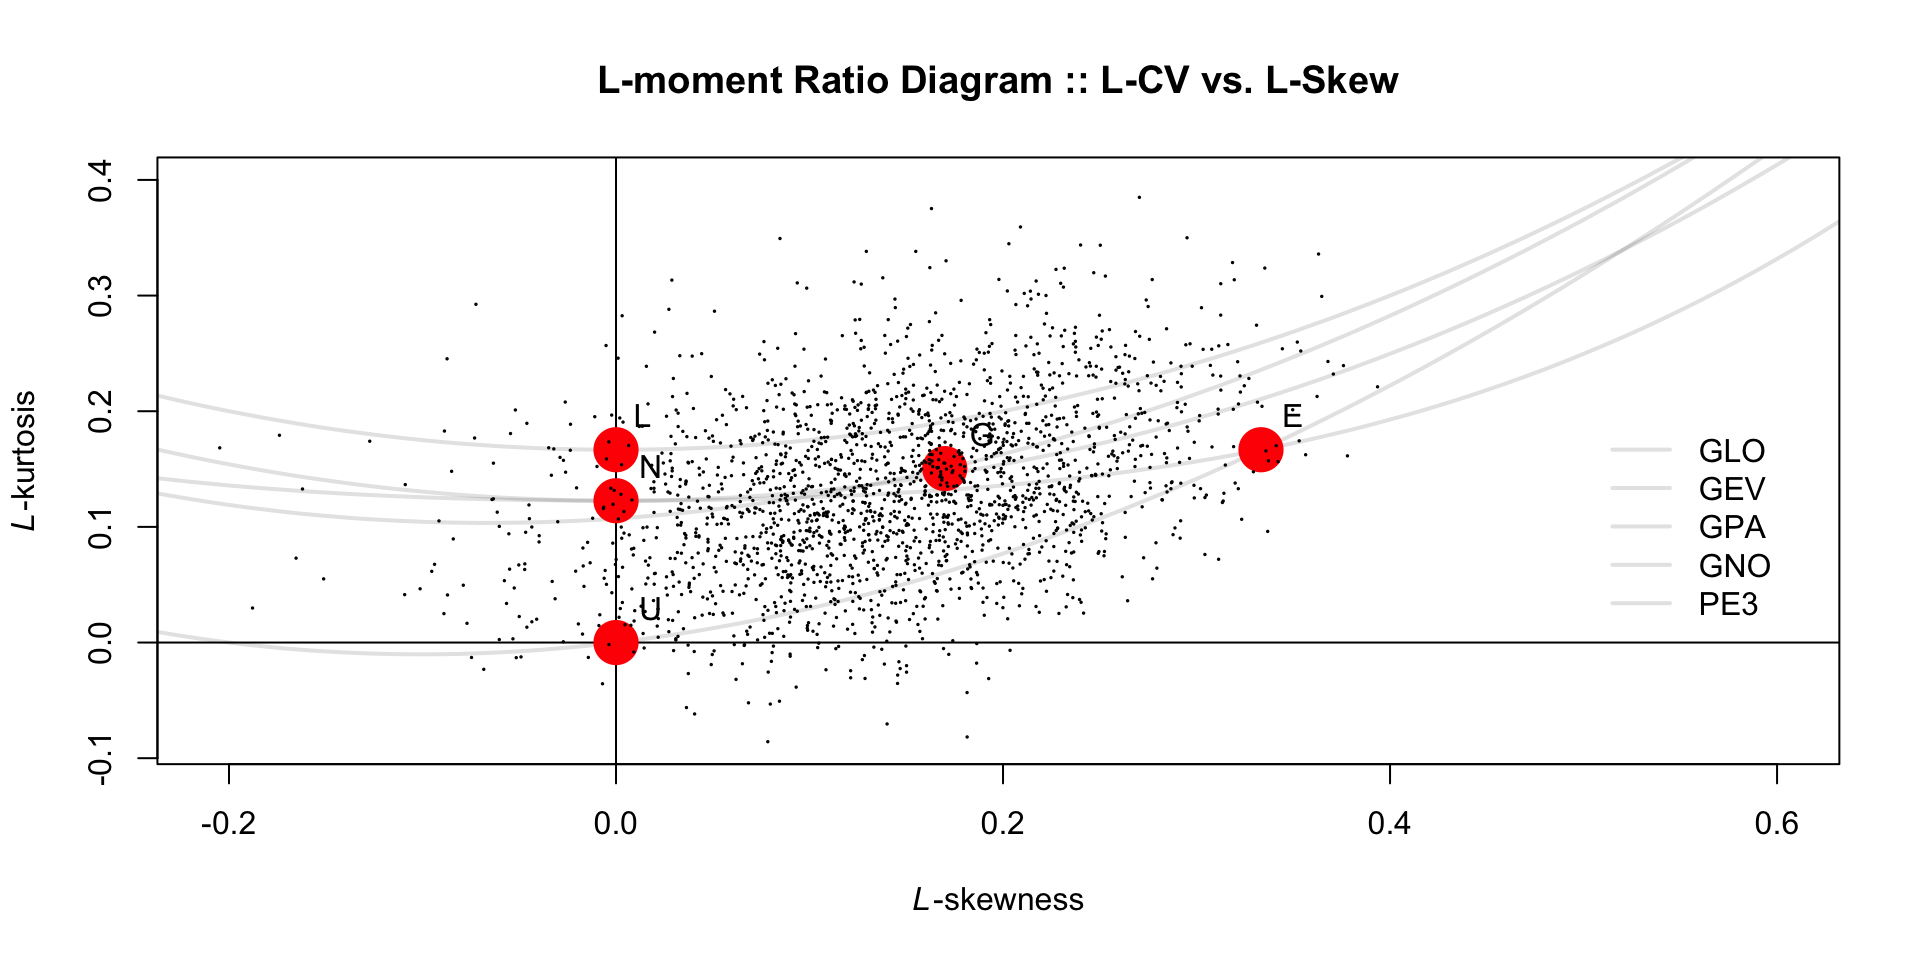 L-moment Ratio Diagram :: L-CV vs. L-Skew
L-kurtosis
0.4
0.3
0.2
0.1
0.0
-0.1
L
N
G
E
U
GLO
GEV
GPA
GNO
PE3
-0.2
0.0
0.2
0.4
0.6
L-skewness